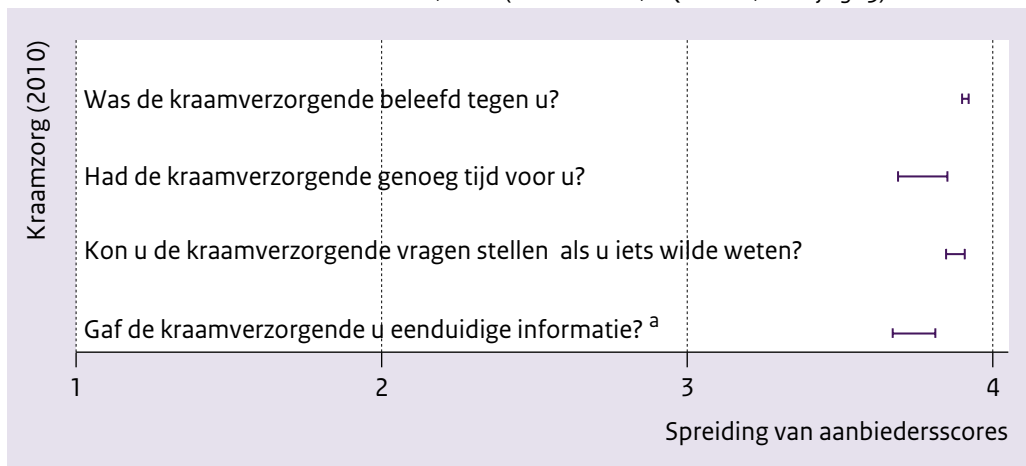 Kraamzorg (2010)
Was de kraamverzorgende beleefd tegen u?
Had de kraamverzorgende genoeg tijd voor u?
Kon u de kraamverzorgende vragen stellen als u iets wilde weten?
Gaf de kraamverzorgende u eenduidige informatie? a
1 2 3 4
Spreiding van aanbiedersscores